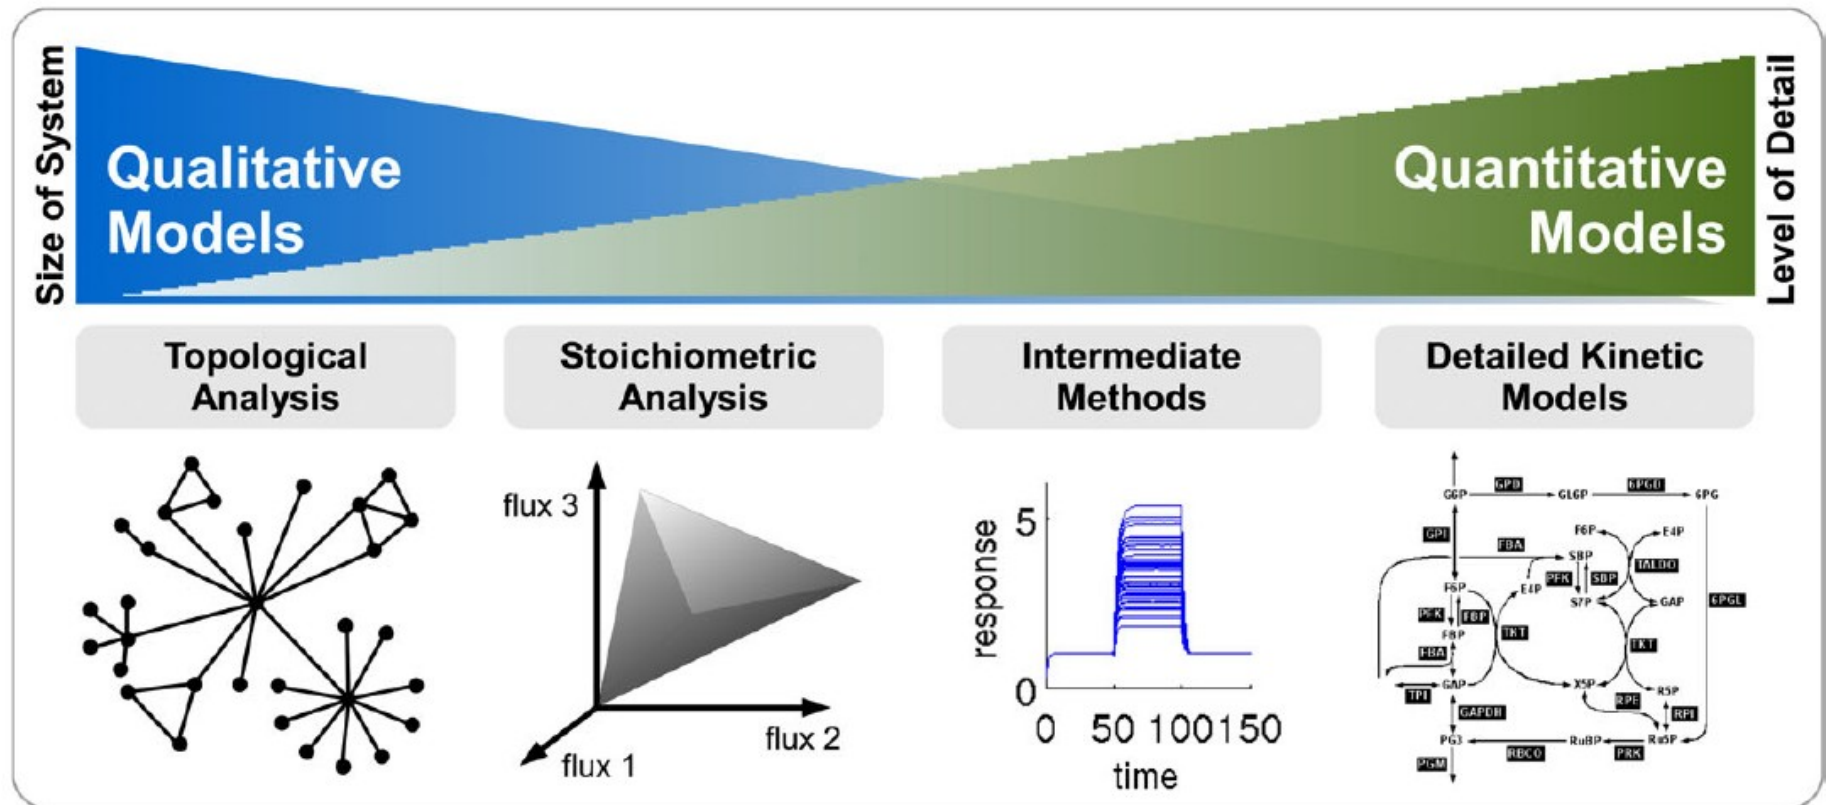 Size of System
Qualitative
Models
Quantitative
Models
Level of Detail
Topological
Analysis
Stoichiometric
Analysis
Intermediate
Methods
Detailed Kinetic
Models
flux 3
flux 2
flux 1
response
5
0
0 50 100 150
time
G6P GPD GL6P 6PGD 6PG
GPI
F6P E4P
FBA SBP
TALDO
PFK SBP
F6P E4P
S7P GAP 6PGL
PFK FBP
FBP TKT TKT
FBA
GAP X5P R5P
TPI
RPE
GAPDH RPI
PG3 RBCO RuBP PRK Ru5P
PGM